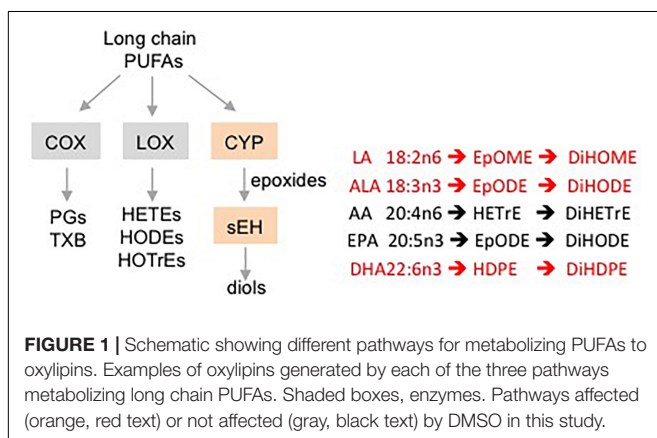 Long chain
PUFAs
COX
LOX
CYP
epoxides
PGs
TXB
HETEs
HODEs
HOTrEs
sEH
diols
LA 18:2n6 ➔ EpOME ➔ DiHOME
ALA 18:3n3 ➔ EpODE ➔ DiHODE
AA 20:4n6 ➔ HETrE ➔ DiHETrE
EPA 20:5n3 ➔ EpODE ➔ DiHODE
DHA22:6n3 ➔ HDPE ➔ DiHDPE
FIGURE 1 | Schematic showing different pathways for metabolizing PUFAs to
oxylipins. Examples of oxylipins generated by each of the three pathways
metabolizing long chain PUFAs. Shaded boxes, enzymes. Pathways affected
(orange, red text) or not affected (gray, black text) by DMSO in this study.